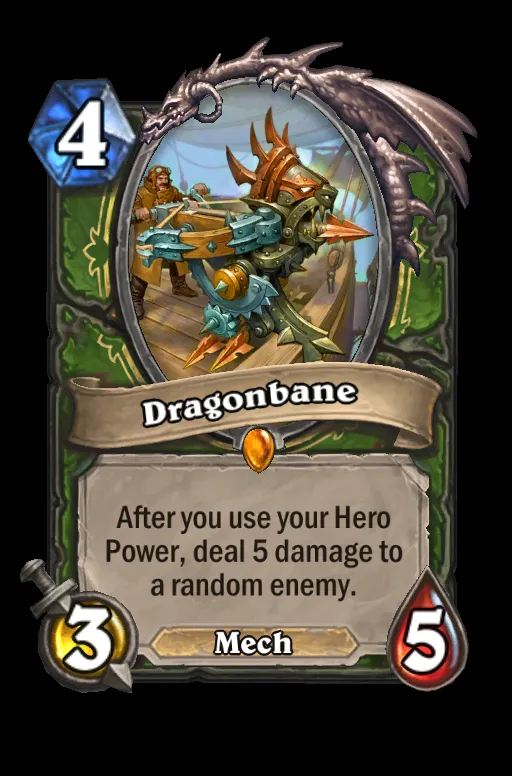 4
Dragonbane
After you use your Hero
Power, deal 5 damage to
a random enemy.
3
Mech
5